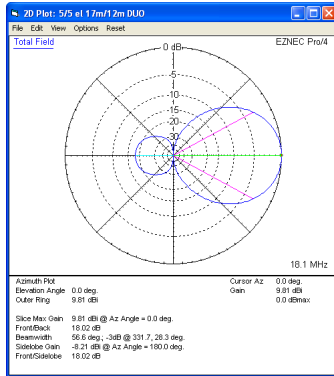 2D Plot: 5/5 el 17m/12m DUO
File Edit View Options Reset
Total Field
EZNEC Pro/4
0 dB
-5
-10
-15
-20
-30
18.1 MHz
Azimuth Plot
Elevation Angle 0.0 deg.
Outer Ring 9.81 dBi
Cursor Az 0.0 deg.
Gain 9.81 dBi
0.0 dBmax
Slice Max Gain 9.81 dBi @ Az Angle = 0.0 deg.
Front/Back 18.02 dB
Beamwidth 56.6 deg.; -3dB @ 331.7, 28.3 deg.
Sidelobe Gain -8.21 dBi @ Az Angle = 180.0 deg.
Front/Sidelobe 18.02 dB